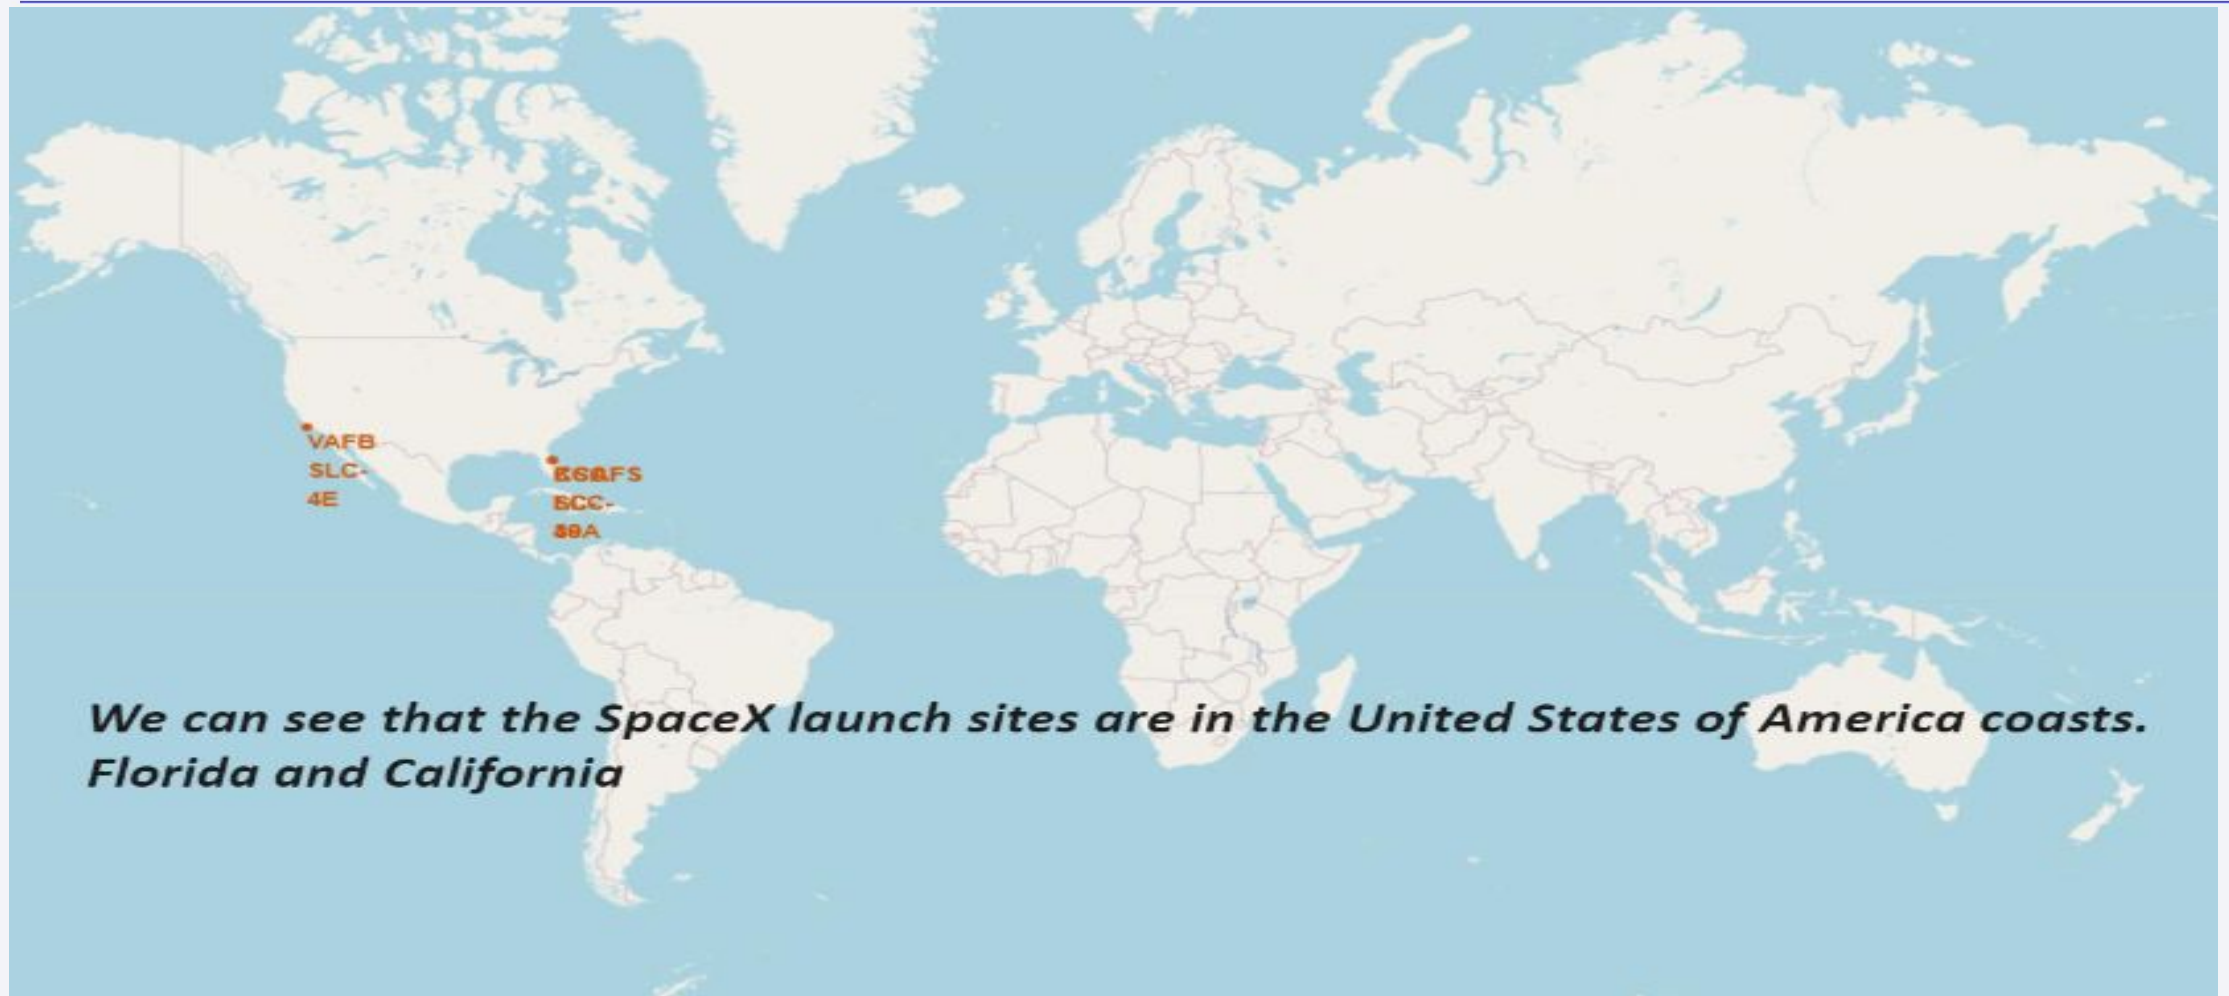 VAFB
SLC-
4E
We can see that the SpaceX launch sites are in the United States of America coasts.
Florida and California